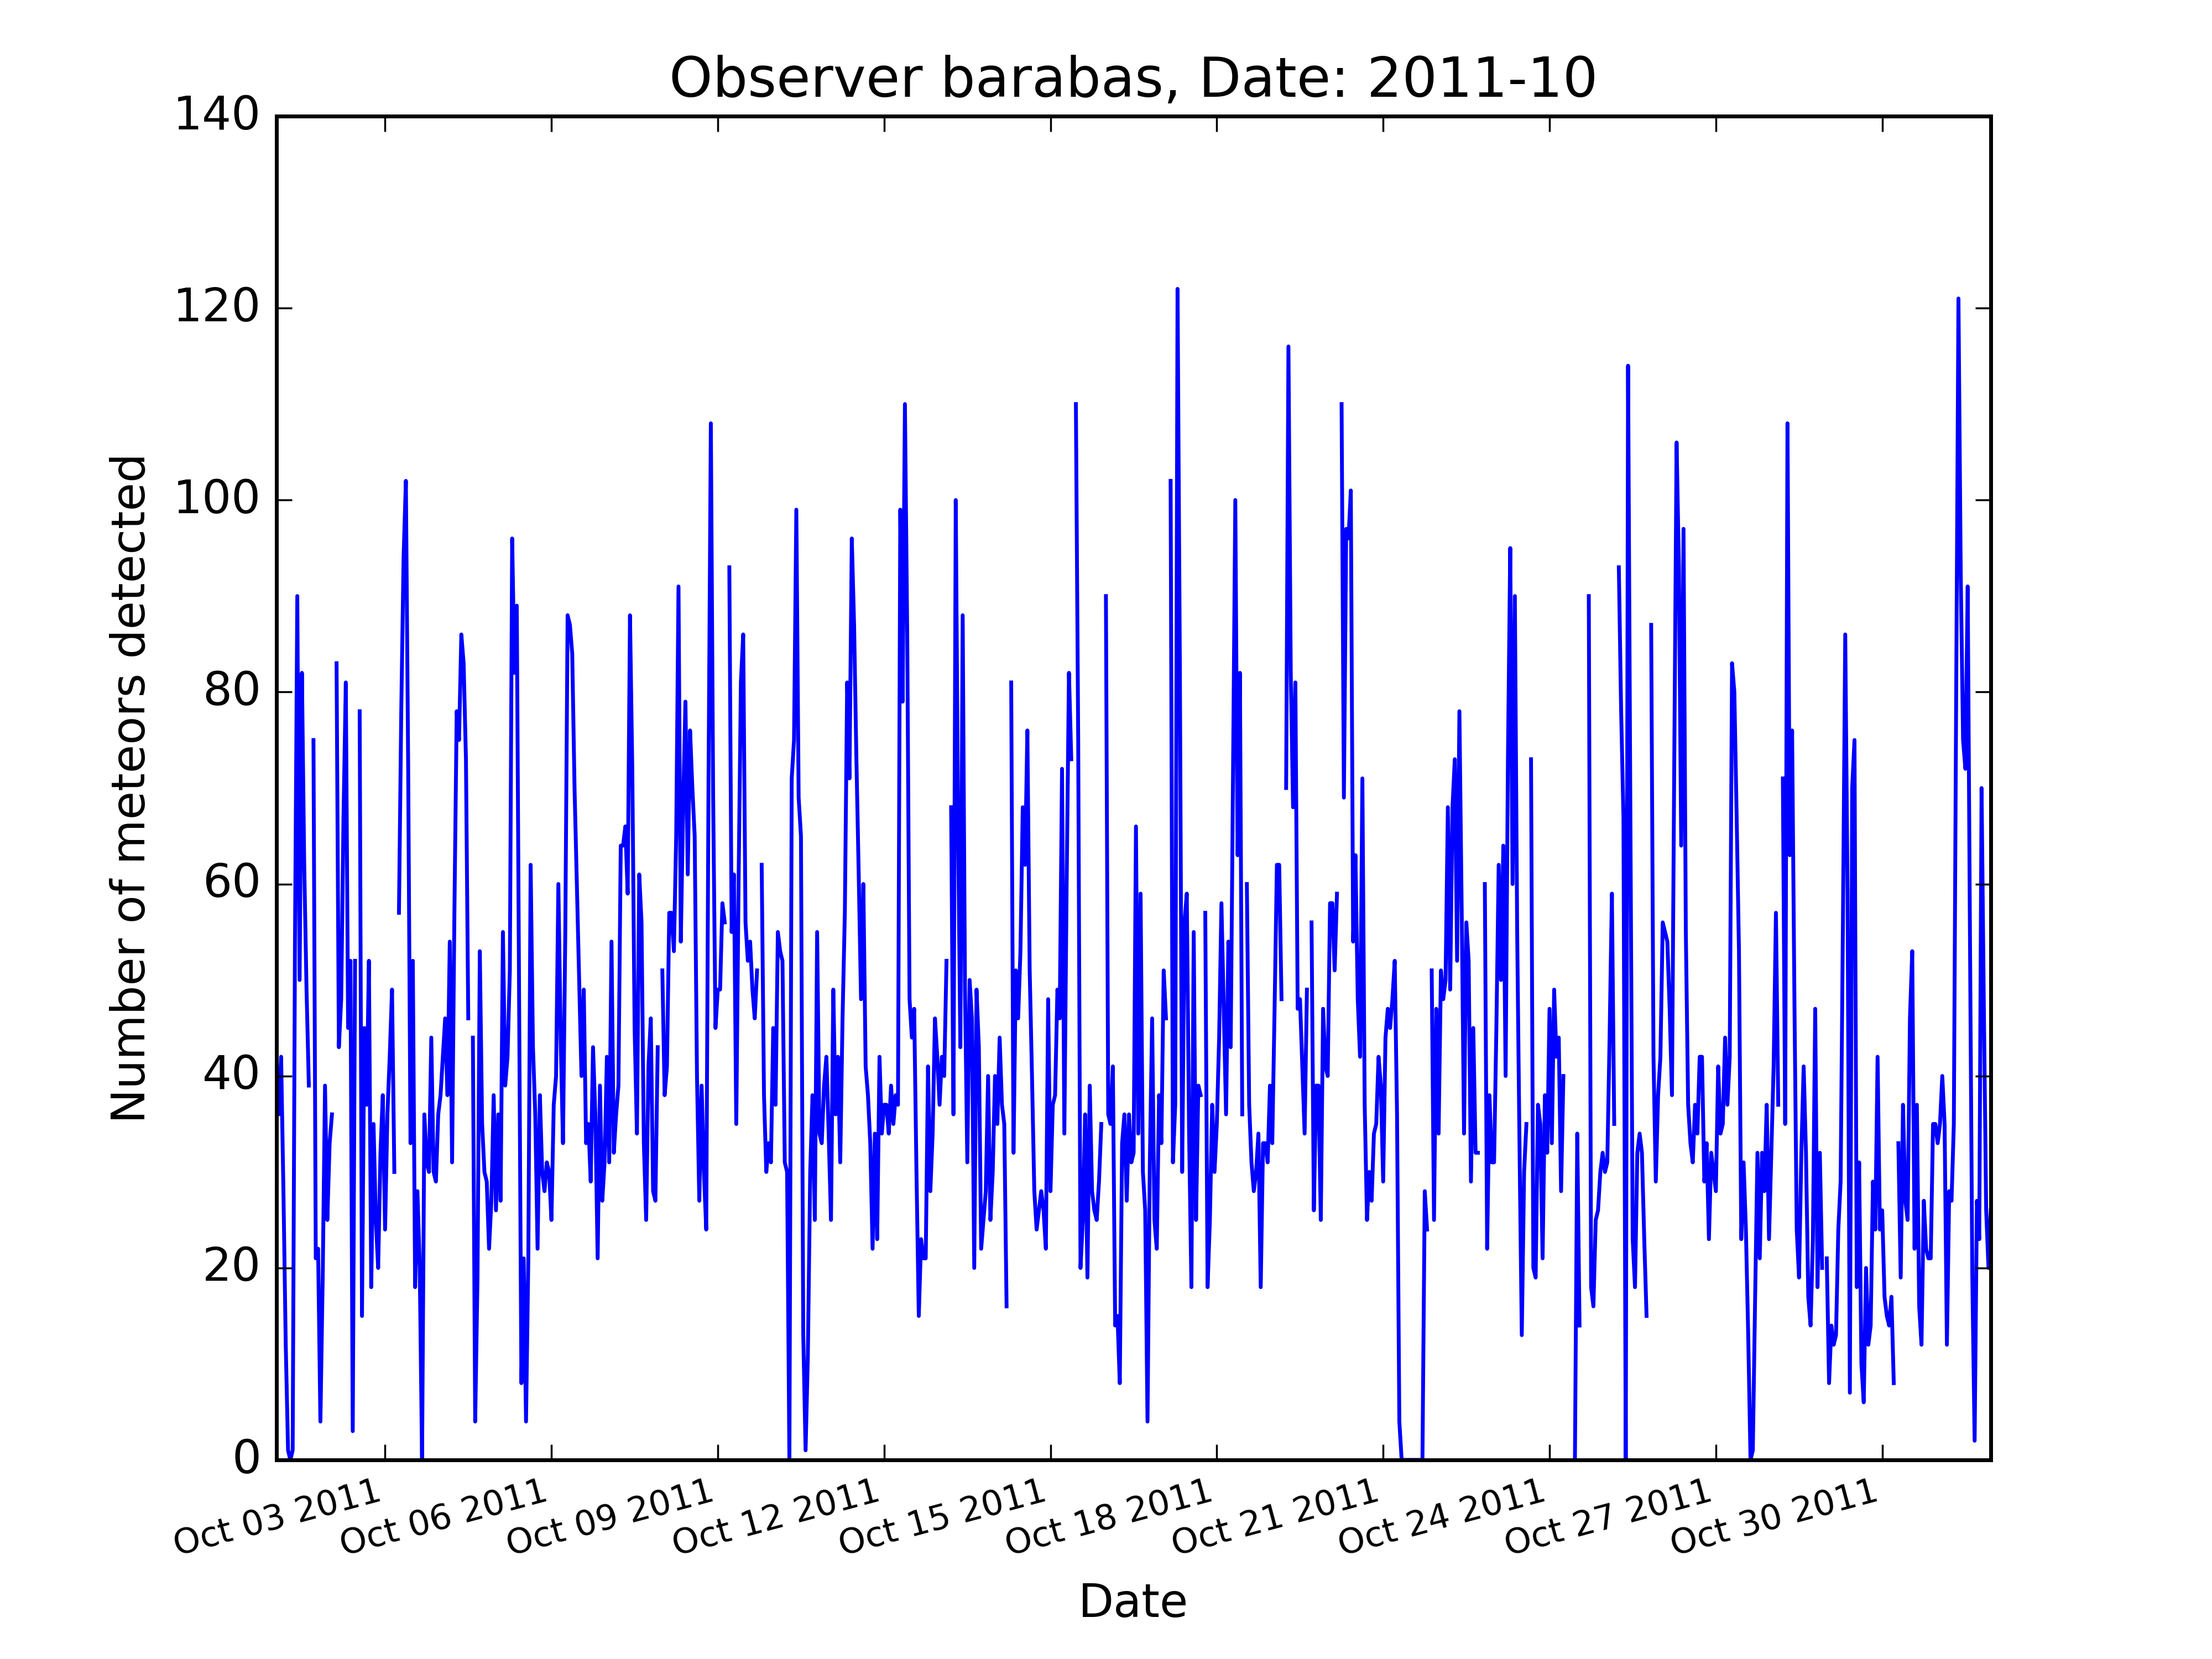 Observer barabas, Date: 2011-10
140
120
100
80
60
40
20
0
Number of meteors detected
Oct 03 2011
Oct 06 2011
Oct 09 2011
Oct 12 2011
Oct 15 2011
Oct 18 2011
Oct 21 2011
Oct 24 2011
Oct 27 2011
Oct 30 2011
Date